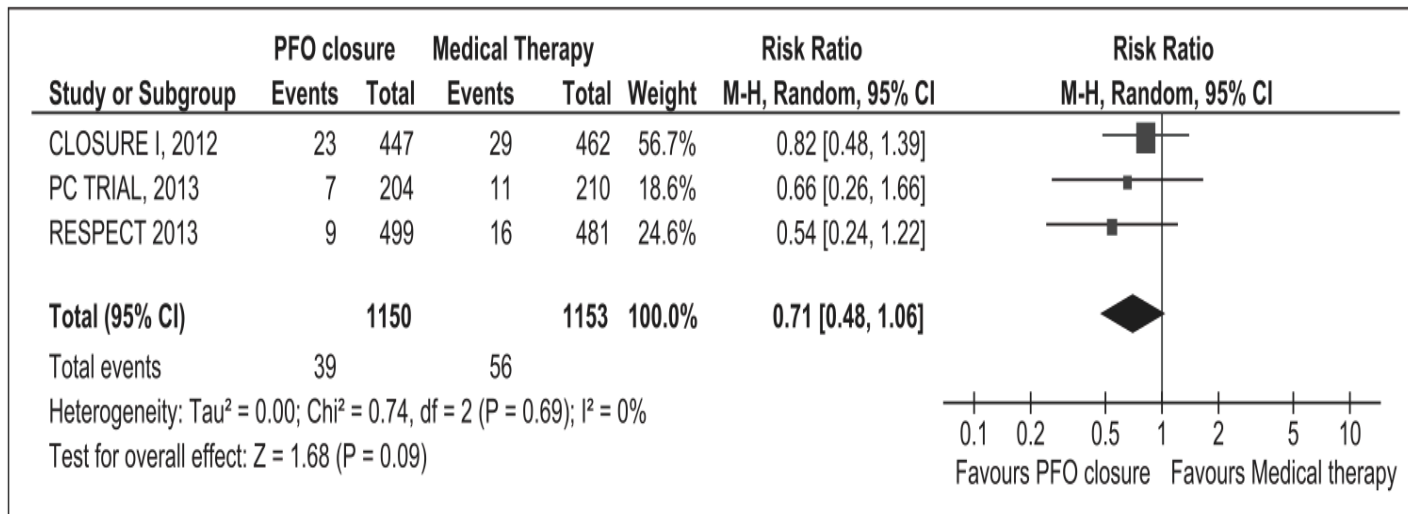 PFO closure Medical Therapy Risk Ratio Risk Ratio
Study or Subgroup Events Total Events Total Weight M-H, Random, 95% CI M-H, Random, 95% CI
CLOSURE I, 2012 23 447 29 462 56.7% 0.82 [0.48, 1.39]
PC TRIAL, 2013 7 204 11 210 18.6% 0.66 [0.26, 1.66]
RESPECT 2013 9 499 16 481 24.6% 0.54 [0.24, 1.22]
Total (95% CI) 1150 1153 100.0% 0.71 [0.48, 1.06]
Total events 39 56
Heterogeneity: Tau² = 0.00; Chi² = 0.74, df = 2 (P = 0.69); I² = 0%
Test for overall effect: Z = 1.68 (P = 0.09)
0.1 0.2 0.5 1 2 5 10
Favours PFO closure Favours Medical therapy